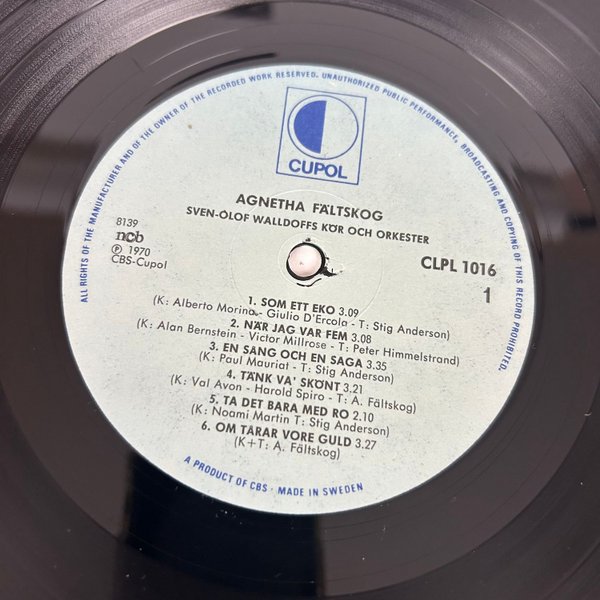 ALL RIGHTS OF THE MANUFACTURER AND OF THE OWNER OF THE RECORDED WORK RESERVED. UNAUTHORIZED PUBLIC PERFORMANCE, BROADCASTING AND COPYING OF THIS RECORD PROHIBITED.
CUPOL
AGNETHA FÄLTSKOG
SVEN-OLOF WALLDOFFS KÖR OCH ORKESTER
8139
ncb
Ⓟ 1970
CBS-Cupol
CLPL 1016
1
1. SOM ETT EKO 3.09
(K: Alberto Morina - Giulio D'Ercola - T: Stig Anderson)
2. NÄR JAG VAR FEM 3.08
(K: Alan Bernstein - Victor Millrose - T: Peter Himmelstrand)
3. EN SÅNG OCH EN SAGA 3.35
(K: Paul Mauriat - T: Stig Anderson)
4. TÄNK VA' SKÖNT 3.21
(K: Val Avon - Harold Spiro - T: A. Fältskog)
5. TA DET BARA MED RO 2.10
(K: Noami Martin T: Stig Anderson)
6. OM TÅRAR VORE GULD 3.27
(K+T: A. Fältskog)
A PRODUCT OF CBS · MADE IN SWEDEN